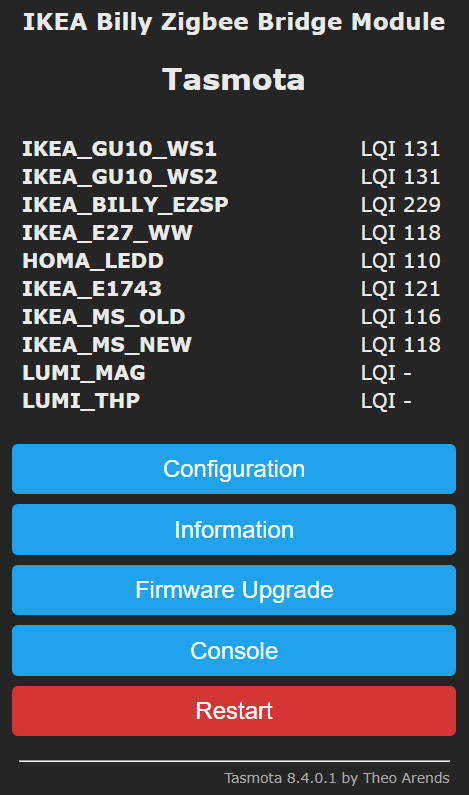 IKEA Billy Zigbee Bridge Module
Tasmota
IKEA_GU10_WS1 LQI 131
IKEA_GU10_WS2 LQI 131
IKEA_BILLY_EZSP LQI 229
IKEA_E27_WW LQI 118
HOMA_LEDD LQI 110
IKEA_E1743 LQI 121
IKEA_MS_OLD LQI 116
IKEA_MS_NEW LQI 118
LUMI_MAG LQI -
LUMI_THP LQI -
Configuration
Information
Firmware Upgrade
Console
Restart
Tasmota 8.4.0.1 by Theo Arends